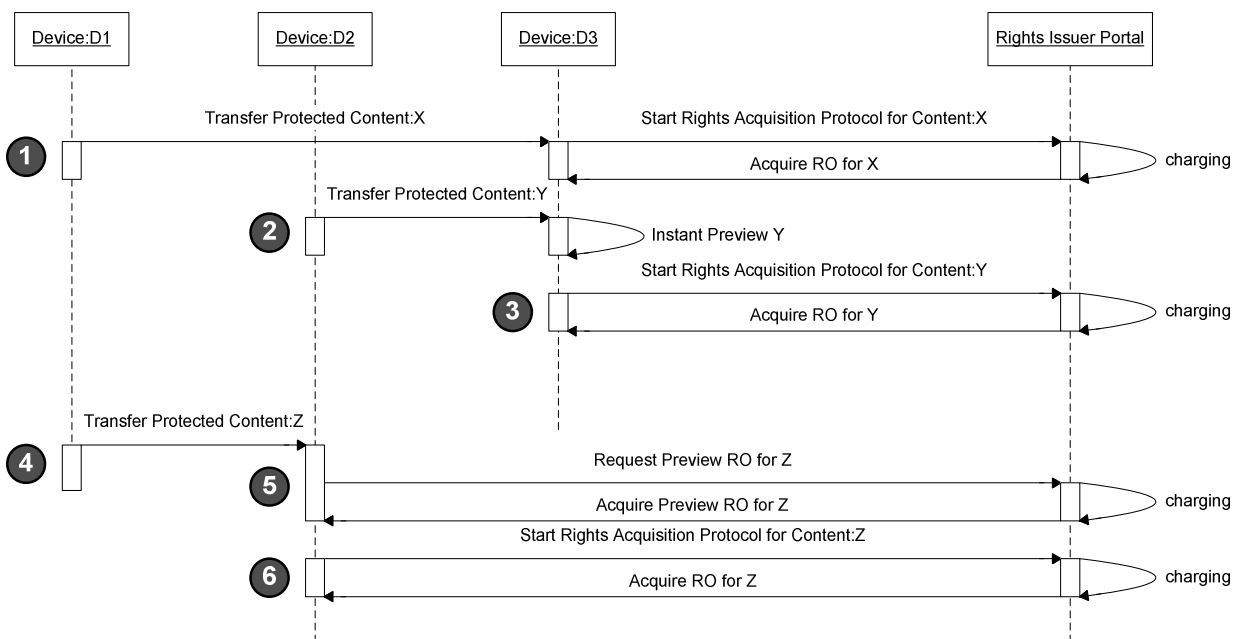 Device:D1
Device:D2
Device:D3
Rights Issuer Portal
Transfer Protected Content:X
Start Rights Acquisition Protocol for Content:X
1
Acquire RO for X
charging
Transfer Protected Content:Y
2
Instant Preview Y
Start Rights Acquisition Protocol for Content:Y
3
Acquire RO for Y
charging
Transfer Protected Content:Z
4
Request Preview RO for Z
5
Acquire Preview RO for Z
charging
Start Rights Acquisition Protocol for Content:Z
6
Acquire RO for Z
charging